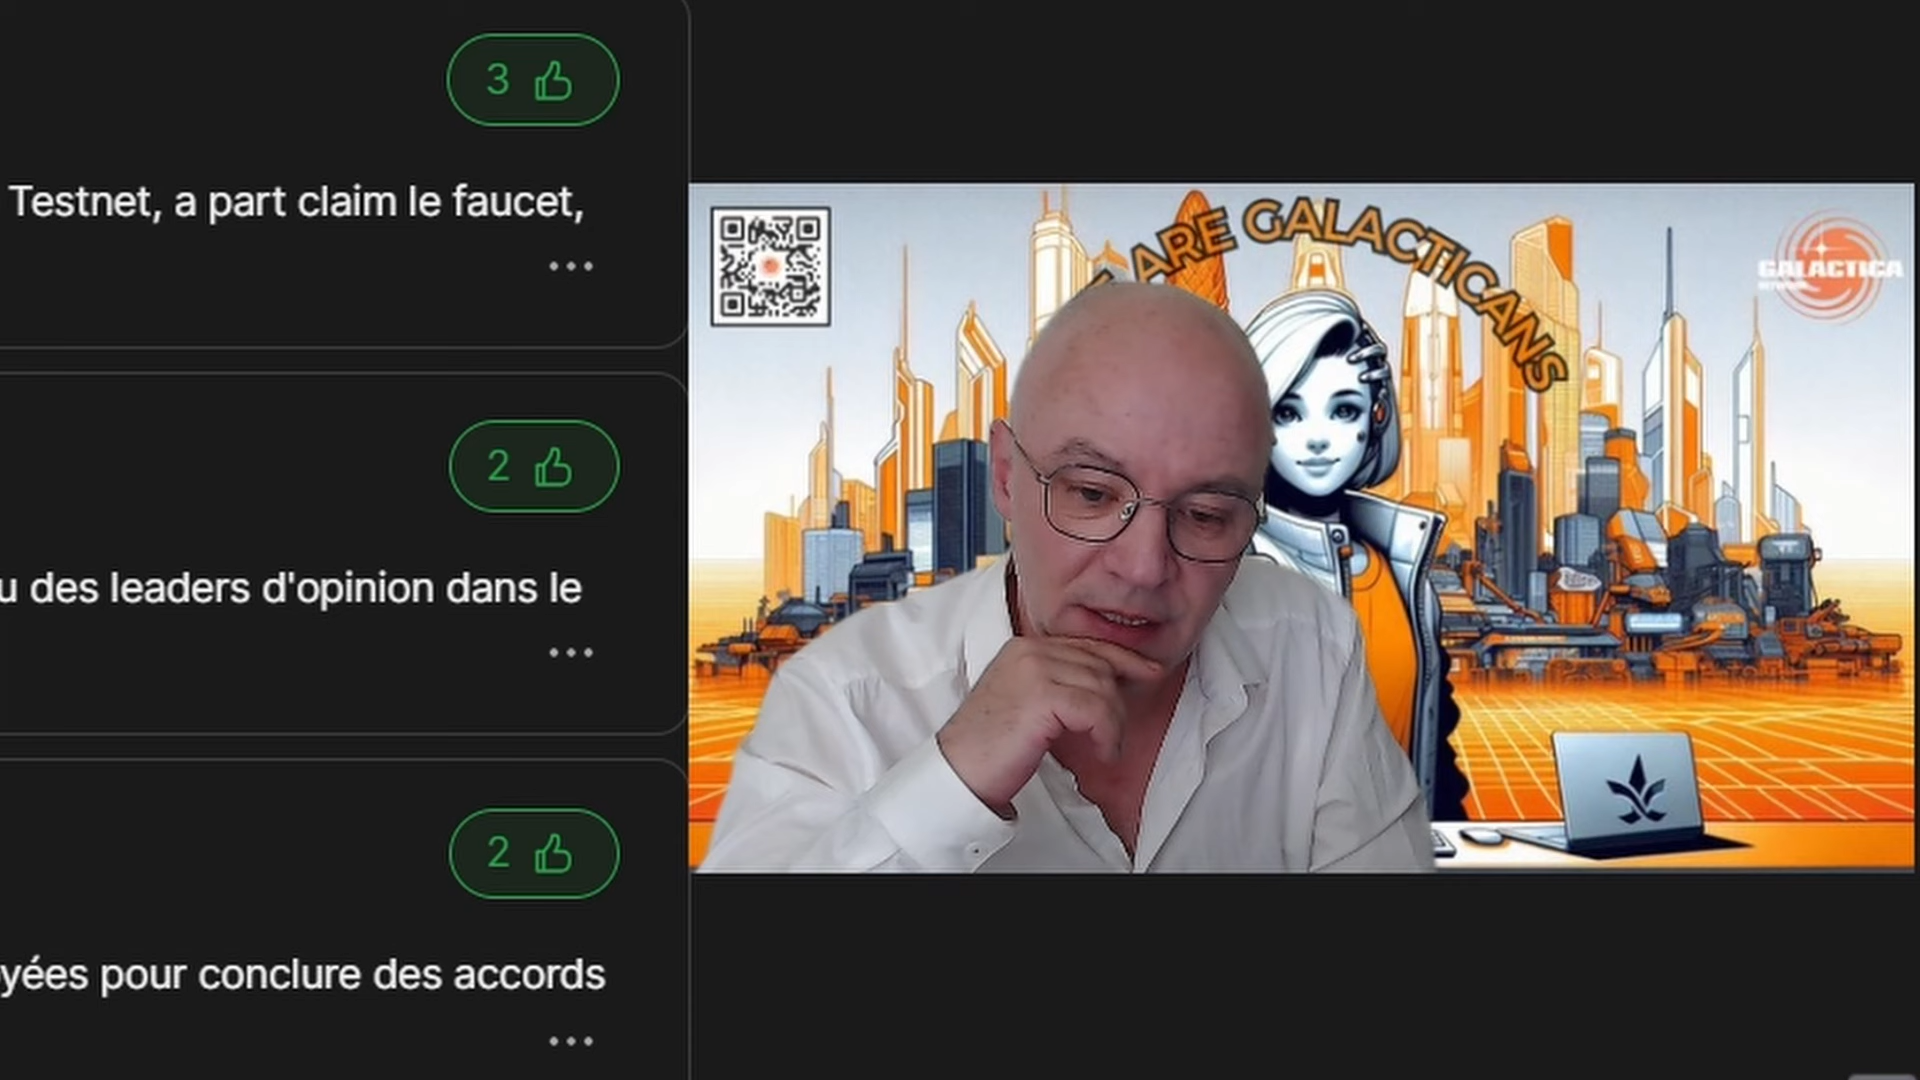 3
Testnet, a part claim le faucet,
2
u des leaders d'opinion dans le
2
yées pour conclure des accords
ARE GALACTICANS
GALACTICA